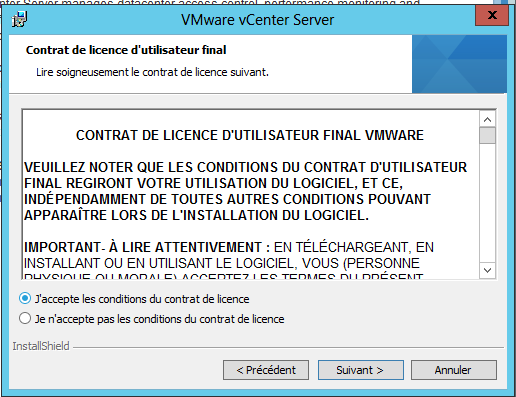 nter Server manages datacenter access control, performance monitoring and
VMware vCenter Server
x
Contrat de licence d'utilisateur final
Lire soigneusement le contrat de licence suivant.
CONTRAT DE LICENCE D'UTILISATEUR FINAL VMWARE
VEUILLEZ NOTER QUE LES CONDITIONS DU CONTRAT D'UTILISATEUR
FINAL REGIRONT VOTRE UTILISATION DU LOGICIEL, ET CE,
INDÉPENDAMMENT DE TOUTES AUTRES CONDITIONS POUVANT
APPARAÎTRE LORS DE L'INSTALLATION DU LOGICIEL.
IMPORTANT- À LIRE ATTENTIVEMENT : EN TÉLÉCHARGEANT, EN
INSTALLANT OU EN UTILISANT LE LOGICIEL, VOUS (PERSONNE
PHYSIQUE OU MORALE) ACCEPTEZ LES TERMES DU PRÉSENT
J'accepte les conditions du contrat de licence
Je n'accepte pas les conditions du contrat de licence
InstallShield
< Précédent
Suivant >
Annuler